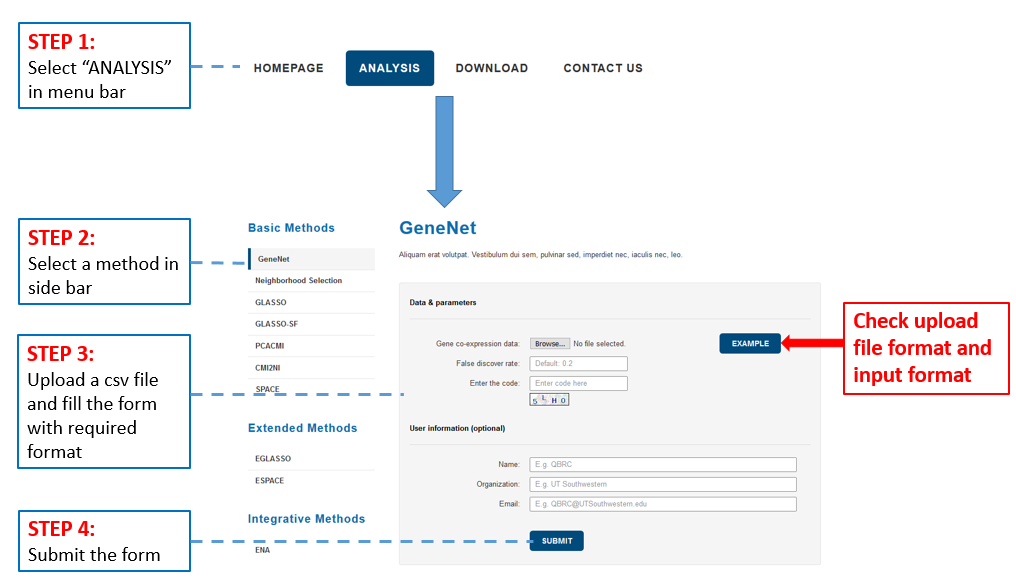 STEP 1:
Select “ANALYSIS”
in menu bar
HOMEPAGE ANALYSIS DOWNLOAD CONTACT US
STEP 2:
Select a method in
side bar
STEP 3:
Upload a csv file
and fill the form
with required
format
STEP 4:
Submit the form
Basic Methods
GeneNet
Neighborhood Selection
GLASSO
GLASSO-SF
PCACMI
CMI2NI
SPACE
Extended Methods
EGLASSO
ESPACE
Integrative Methods
ENA
GeneNet
Aliquam erat volutpat. Vestibulum dui sem, pulvinar sed, imperdiet nec, iaculis nec, leo.
Data & parameters
Gene co-expression data: Browse... No file selected. EXAMPLE
False discover rate: Default: 0.2
Enter the code: Enter code here
5 L H 0
User information (optional)
Name: E.g. QBRC
Organization: E.g. UT Southwestern
Email: E.g. QBRC@UTSouthwestern.edu
SUBMIT
Check upload
file format and
input format